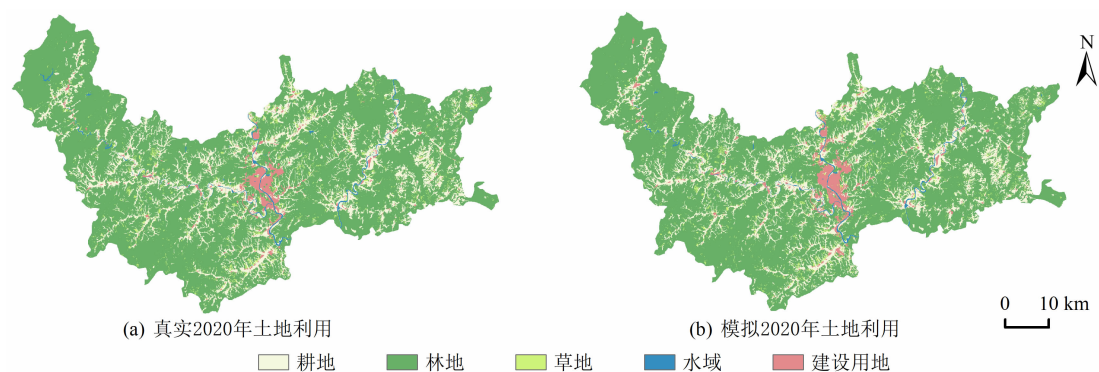 N
0 10 km
(a) 真实2020年土地利用
(b) 模拟2020年土地利用
耕地 林地 草地 水域 建设用地